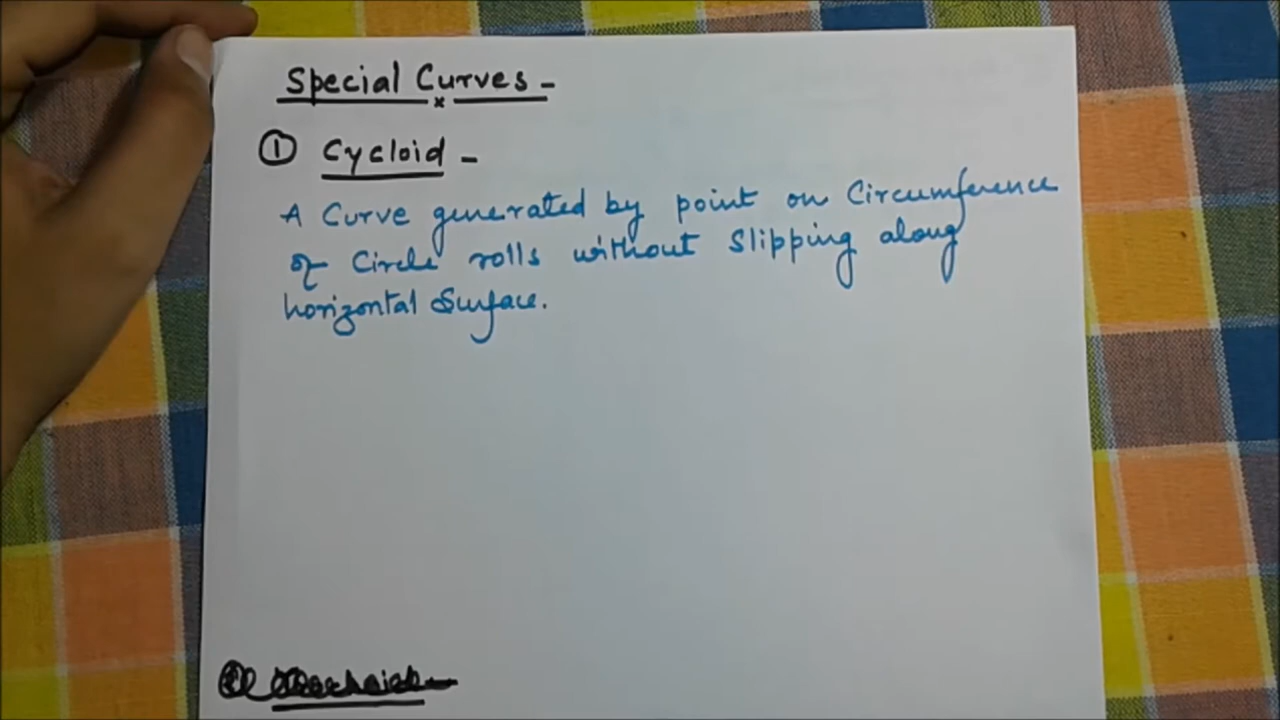 Special Curves -
① Cycloid -
A Curve generated by point on Circumference
of Circle rolls without Slipping along
horizontal Surface.